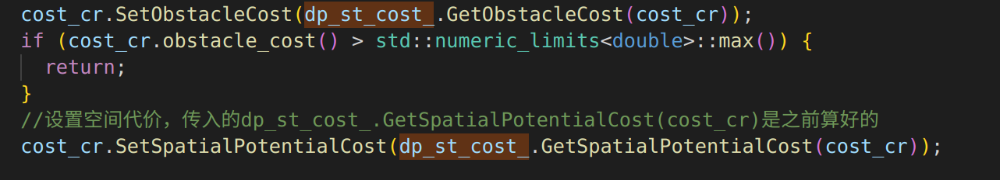 cost_cr.SetObstacleCost(dp_st_cost_.GetObstacleCost(cost_cr));
if (cost_cr.obstacle_cost() > std::numeric_limits<double>::max()) {
  return;
}
//设置空间代价，传入的dp_st_cost_.GetSpatialPotentialCost(cost_cr)是之前算好的
cost_cr.SetSpatialPotentialCost(dp_st_cost_.GetSpatialPotentialCost(cost_cr));